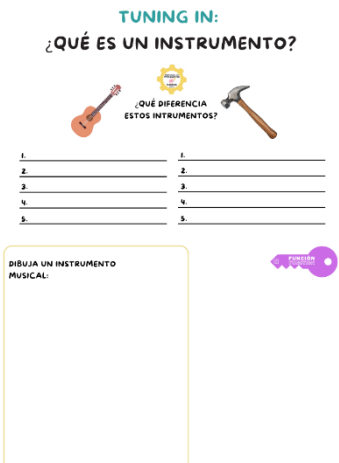 TUNING IN:
¿QUÉ ES UN INSTRUMENTO?
¿QUÉ DIFERENCIA
ESTOS INTRUMENTOS?
1.
2.
3.
4.
5.
1.
2.
3.
4.
5.
DIBUJA UN INSTRUMENTO
MUSICAL:
FUNCIÓN